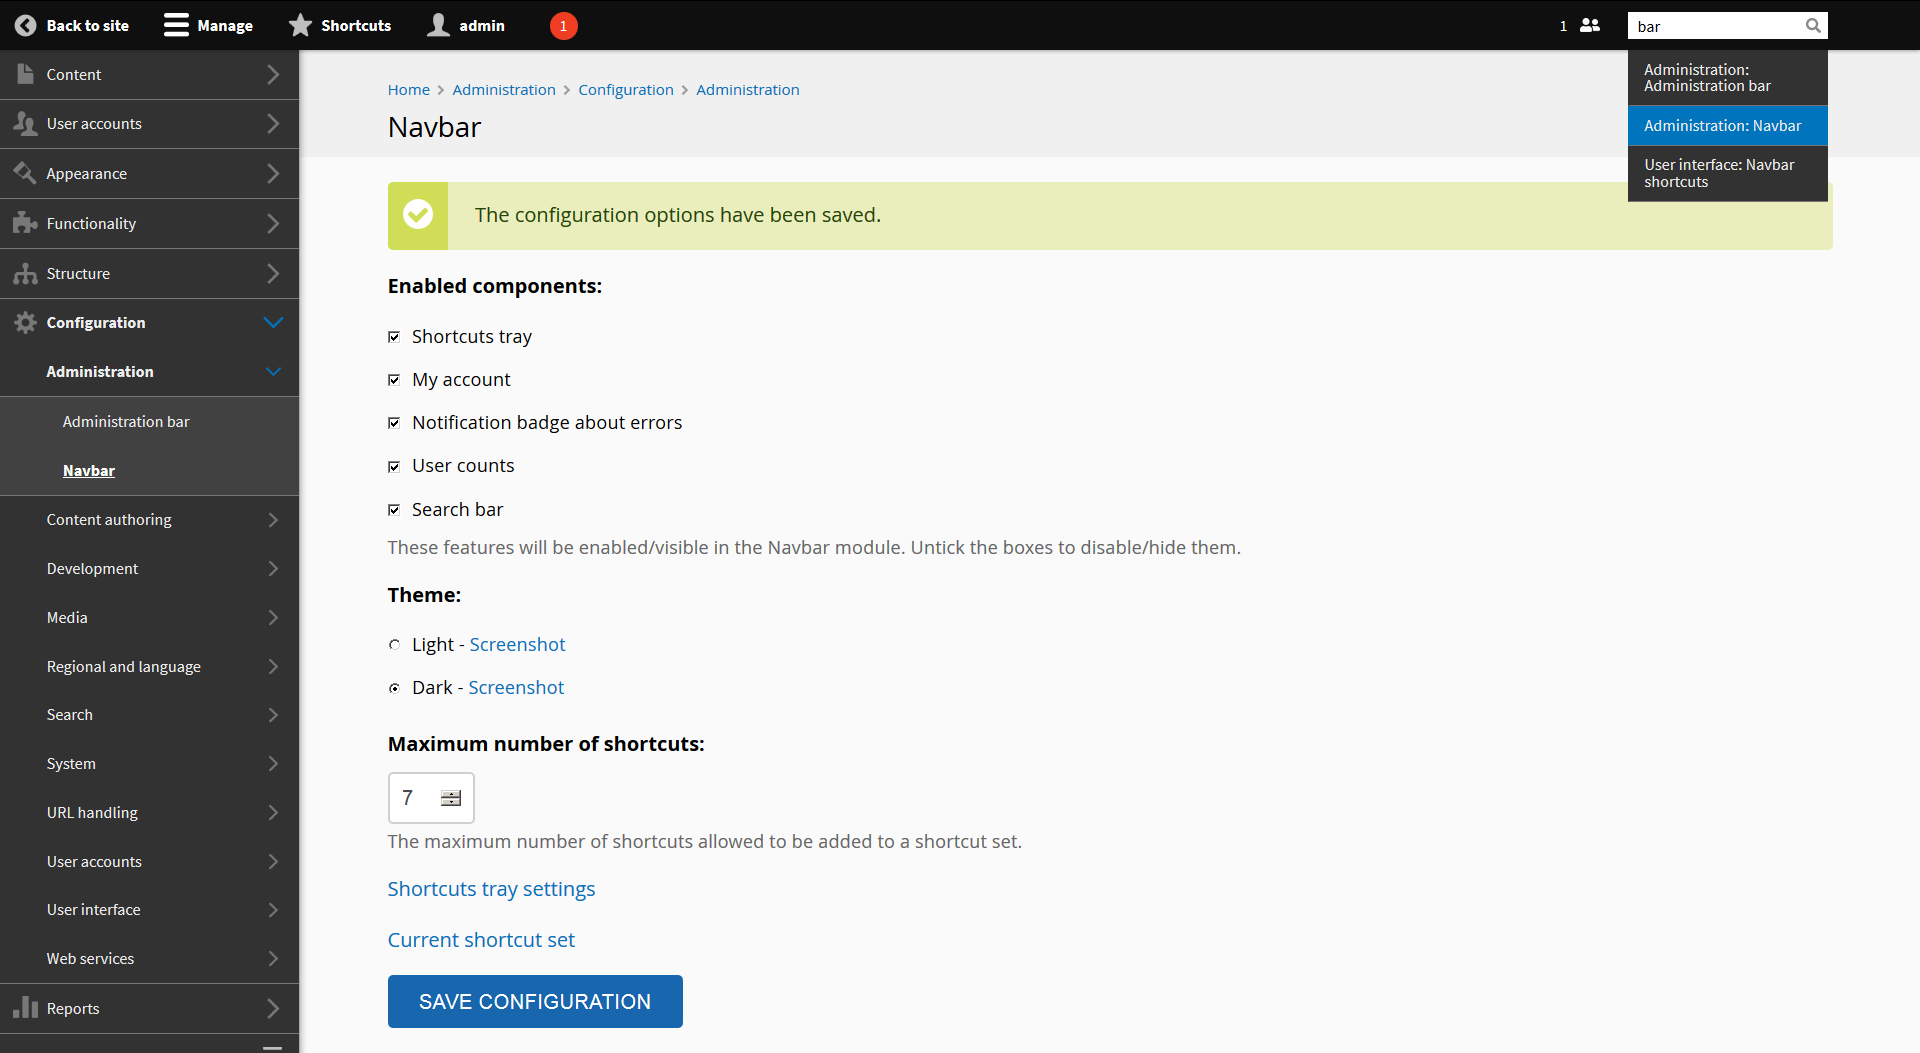 Back to site
Manage
Shortcuts
admin
1
1
bar
Administration:
Administration bar
Administration: Navbar
User interface: Navbar
shortcuts
Content
User accounts
Appearance
Functionality
Structure
Configuration
Administration
Administration bar
Navbar
Content authoring
Development
Media
Regional and language
Search
System
URL handling
User accounts
User interface
Web services
Reports
Home > Administration > Configuration > Administration
Navbar
The configuration options have been saved.
Enabled components:
Shortcuts tray
My account
Notification badge about errors
User counts
Search bar
These features will be enabled/visible in the Navbar module. Untick the boxes to disable/hide them.
Theme:
Light - Screenshot
Dark - Screenshot
Maximum number of shortcuts:
7
The maximum number of shortcuts allowed to be added to a shortcut set.
Shortcuts tray settings
Current shortcut set
SAVE CONFIGURATION